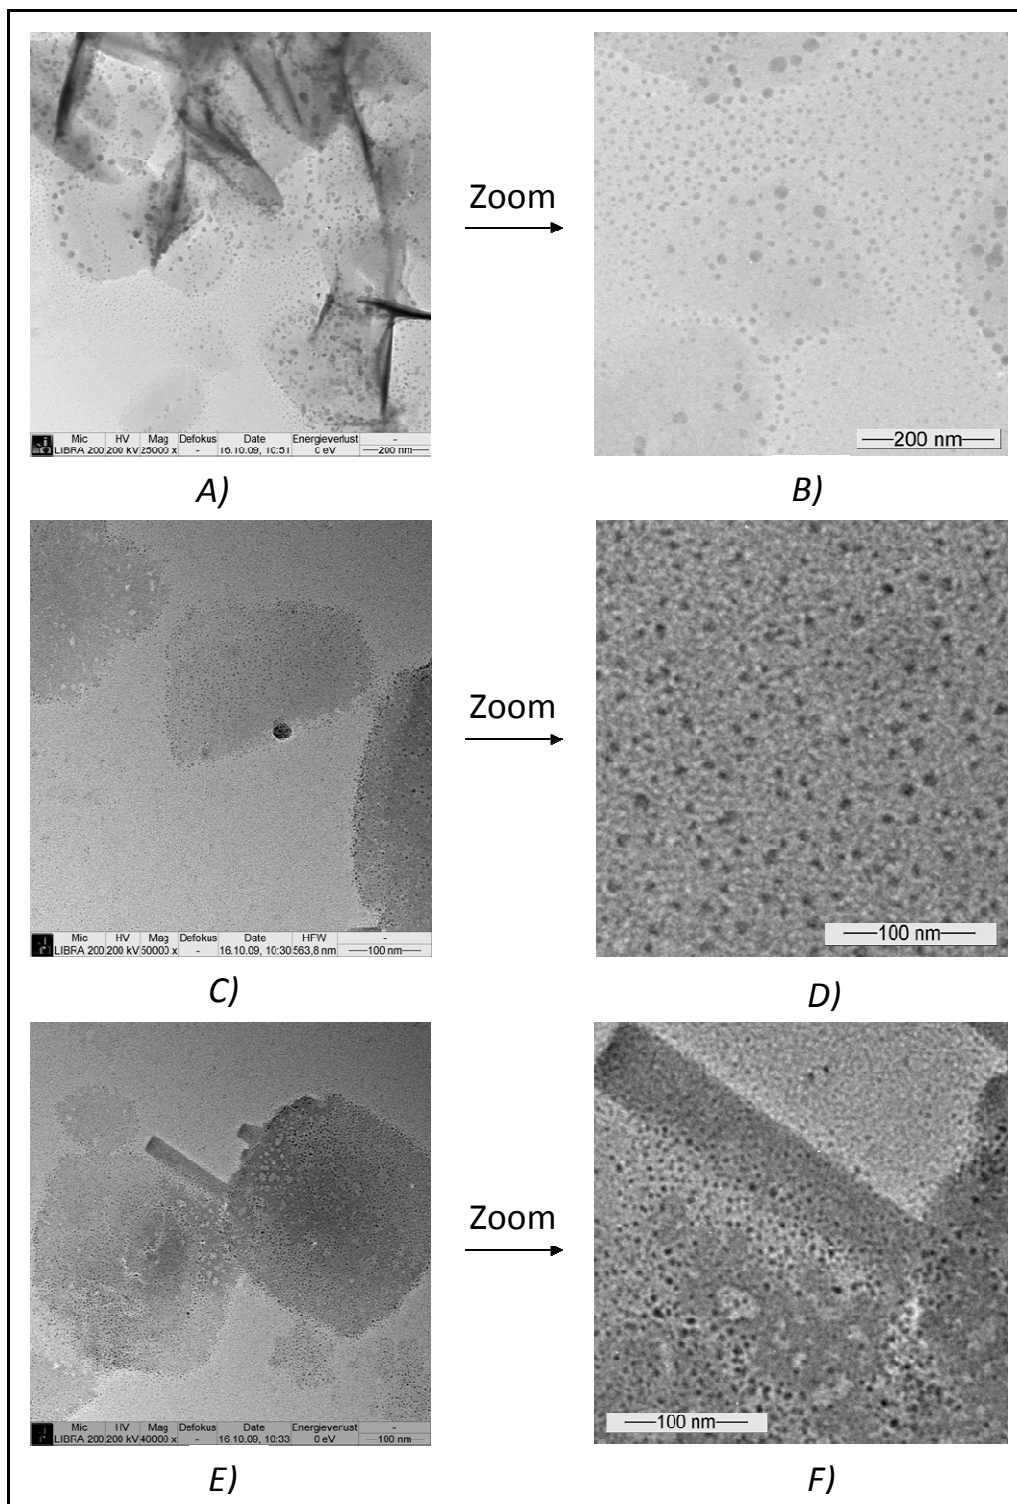 Zoom
Mic HV Mag Defokus Date Energieverlust -
LIBRA 200 200 kV 25000 x - 16.10.09, 10:51 0 eV 200 nm
200 nm
A)
B)
Zoom
Mic HV Mag Defokus Date HFW -
LIBRA 200 200 kV 50000 x - 16.10.09, 10:30 563,8 nm 100 nm
100 nm
C)
D)
Zoom
Mic HV Mag Defokus Date Energieverlust -
LIBRA 200 200 kV 40000 x - 16.10.09, 10:33 0 eV 100 nm
100 nm
E)
F)